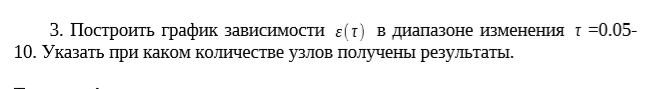 3. Построить график зависимости ε(τ) в диапазоне изменения τ =0.05-
10. Указать при каком количестве узлов получены результаты.